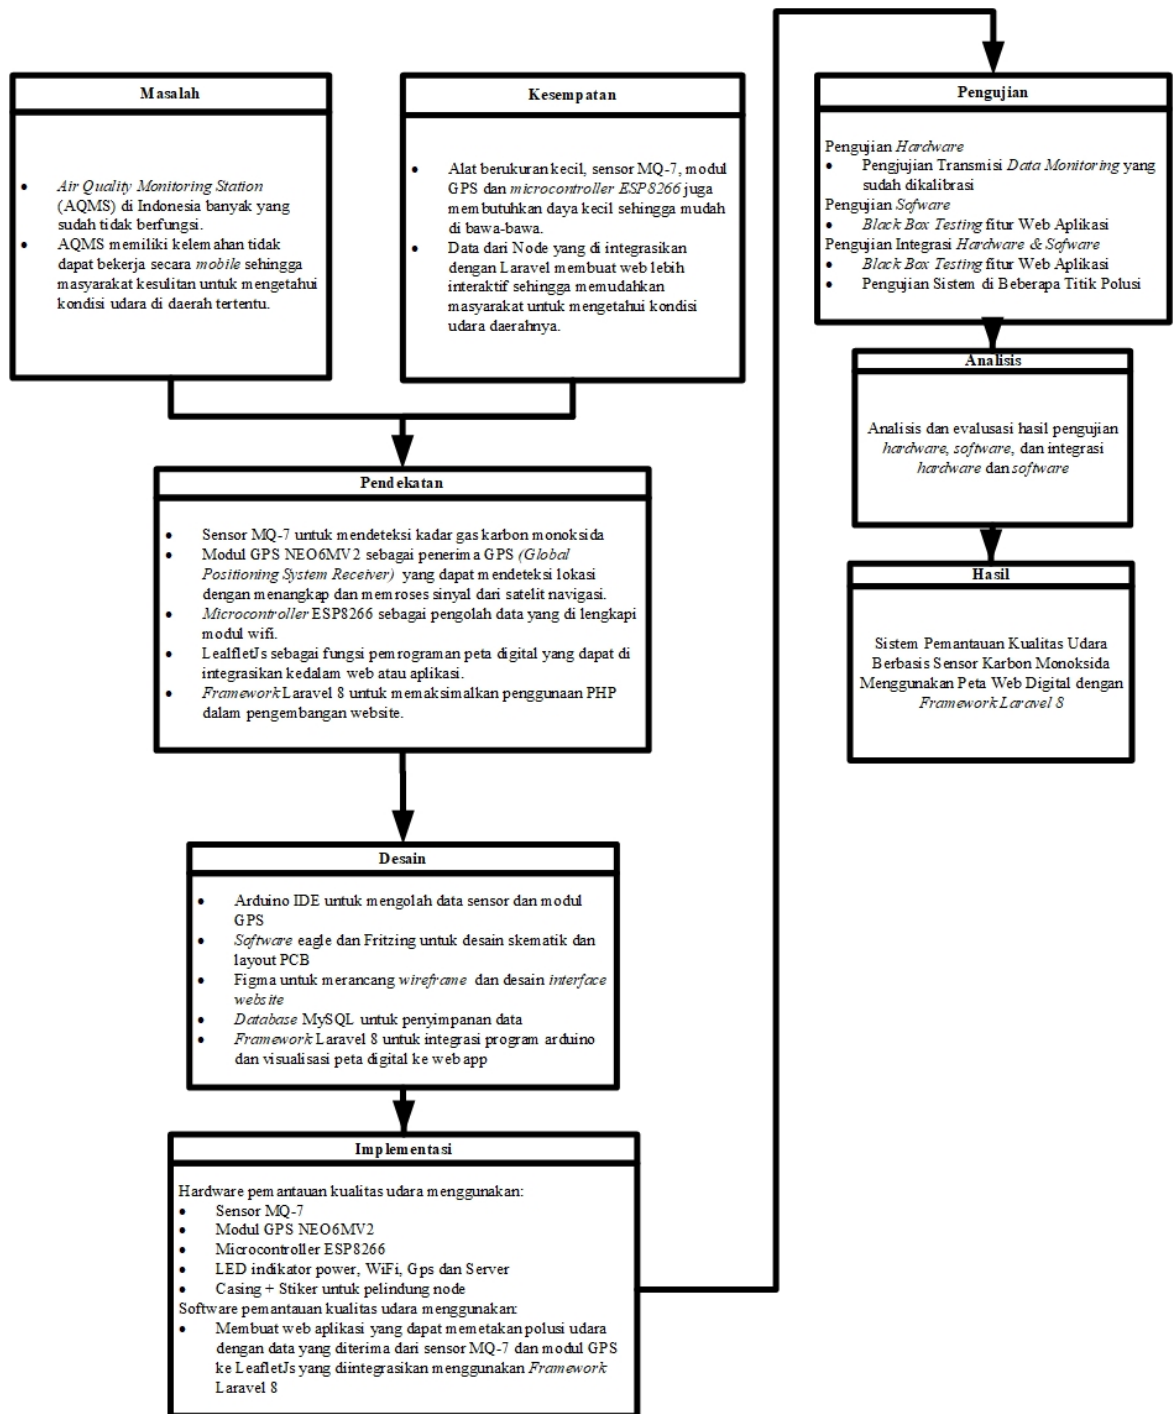 Masalah
• Air Quality Monitoring Station
(AQMS) di Indonesia banyak yang
sudah tidak berfungsi.
• AQMS memiliki kelemahan tidak
dapat bekerja secara mobile sehingga
masyarakat kesulitan untuk mengetahui
kondisi udara di daerah tertentu.
Kesempatan
• Alat berukuran kecil, sensor MQ-7, modul
GPS dan microcontroller ESP8266 juga
membutuhkan daya kecil sehingga mudah
di bawa-bawa.
• Data dari Node yang di integrasikan
dengan Laravel membuat web lebih
interaktif sehingga memudahkan
masyarakat untuk mengetahui kondisi
udara daerahnya.
Pendekatan
• Sensor MQ-7 untuk mendeteksi kadar gas karbon monoksida
• Modul GPS NEO6MV2 sebagai penerima GPS (Global
Positioning System Receiver) yang dapat mendeteksi lokasi
dengan menangkap dan memroses sinyal dari satelit navigasi.
• Microcontroller ESP8266 sebagai pengolah data yang di lengkapi
modul wifi.
• LealfletJs sebagai fungsi pemrograman peta digital yang dapat di
integrasikan kedalam web atau aplikasi.
• Framework Laravel 8 untuk memaksimalkan penggunaan PHP
dalam pengembangan website.
Desain
• Arduino IDE untuk mengolah data sensor dan modul
GPS
• Software eagle dan Fritzing untuk desain skematik dan
layout PCB
• Figma untuk merancang wireframe dan desain interface
website
• Database MySQL untuk penyimpanan data
• Framework Laravel 8 untuk integrasi program arduino
dan visualisasi peta digital ke web app
Implementasi
Hardware pemantauan kualitas udara menggunakan:
• Sensor MQ-7
• Modul GPS NEO6MV2
• Microcontroller ESP8266
• LED indikator power, WiFi, Gps dan Server
• Casing + Stiker untuk pelindung node
Software pemantauan kualitas udara menggunakan:
• Membuat web aplikasi yang dapat memetakan polusi udara
dengan data yang diterima dari sensor MQ-7 dan modul GPS
ke LeafletJs yang diintegrasikan menggunakan Framework
Laravel 8
Pengujian
Pengujian Hardware
• Pengjujian Transmisi Data Monitoring yang
sudah dikalibrasi
Pengujian Sofware
• Black Box Testing fitur Web Aplikasi
Pengujian Integrasi Hardware & Sofware
• Black Box Testing fitur Web Aplikasi
• Pengujian Sistem di Beberapa Titik Polusi
Analisis
Analisis dan evalusasi hasil pengujian
hardware, software, dan integrasi
hardware dan software
Hasil
Sistem Pemantauan Kualitas Udara
Berbasis Sensor Karbon Monoksida
Menggunakan Peta Web Digital dengan
Framework Laravel 8